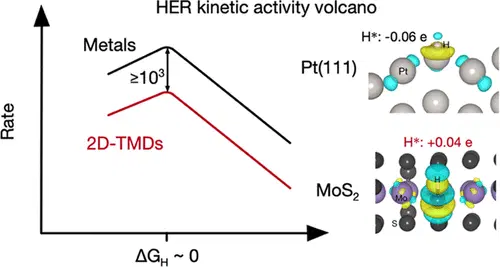 HER kinetic activity volcano
Metals
≥10³
2D-TMDs
Rate
ΔG_H ~ 0
H*: -0.06 e
H
Pt(111)
Pt
H*: +0.04 e
H
MoS₂
Mo
S